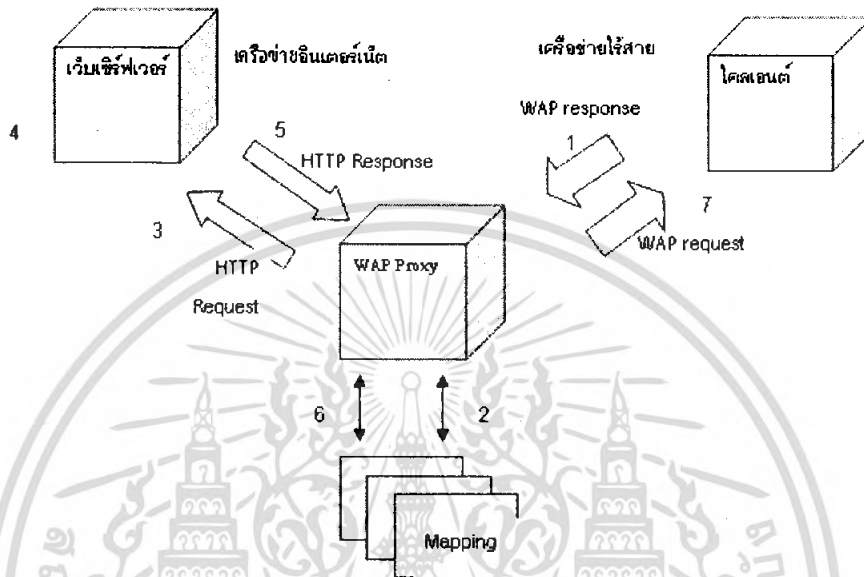 เว็บเซิร์ฟเวอร์
เครือข่ายอินเตอร์เน็ต
เครือข่ายไร้สาย
ไคลเอนต์
4
5
HTTP Response
WAP response
1
3
HTTP
Request
WAP Proxy
7
WAP request
6
2
Mapping